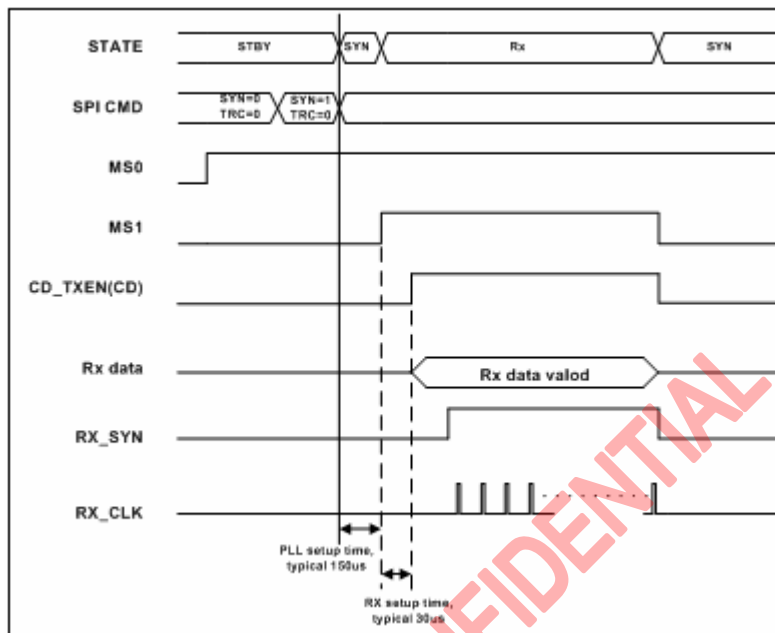 STATE STBY SYN Rx SYN
SPI CMD SYN=0 SYN=1
TRC=0 TRC=0
MS0
MS1
CD_TXEN(CD)
Rx data Rx data valod
RX_SYN
RX_CLK
PLL setup time,
typical 150us
RX setup time,
typical 30us
FIDENTIAL